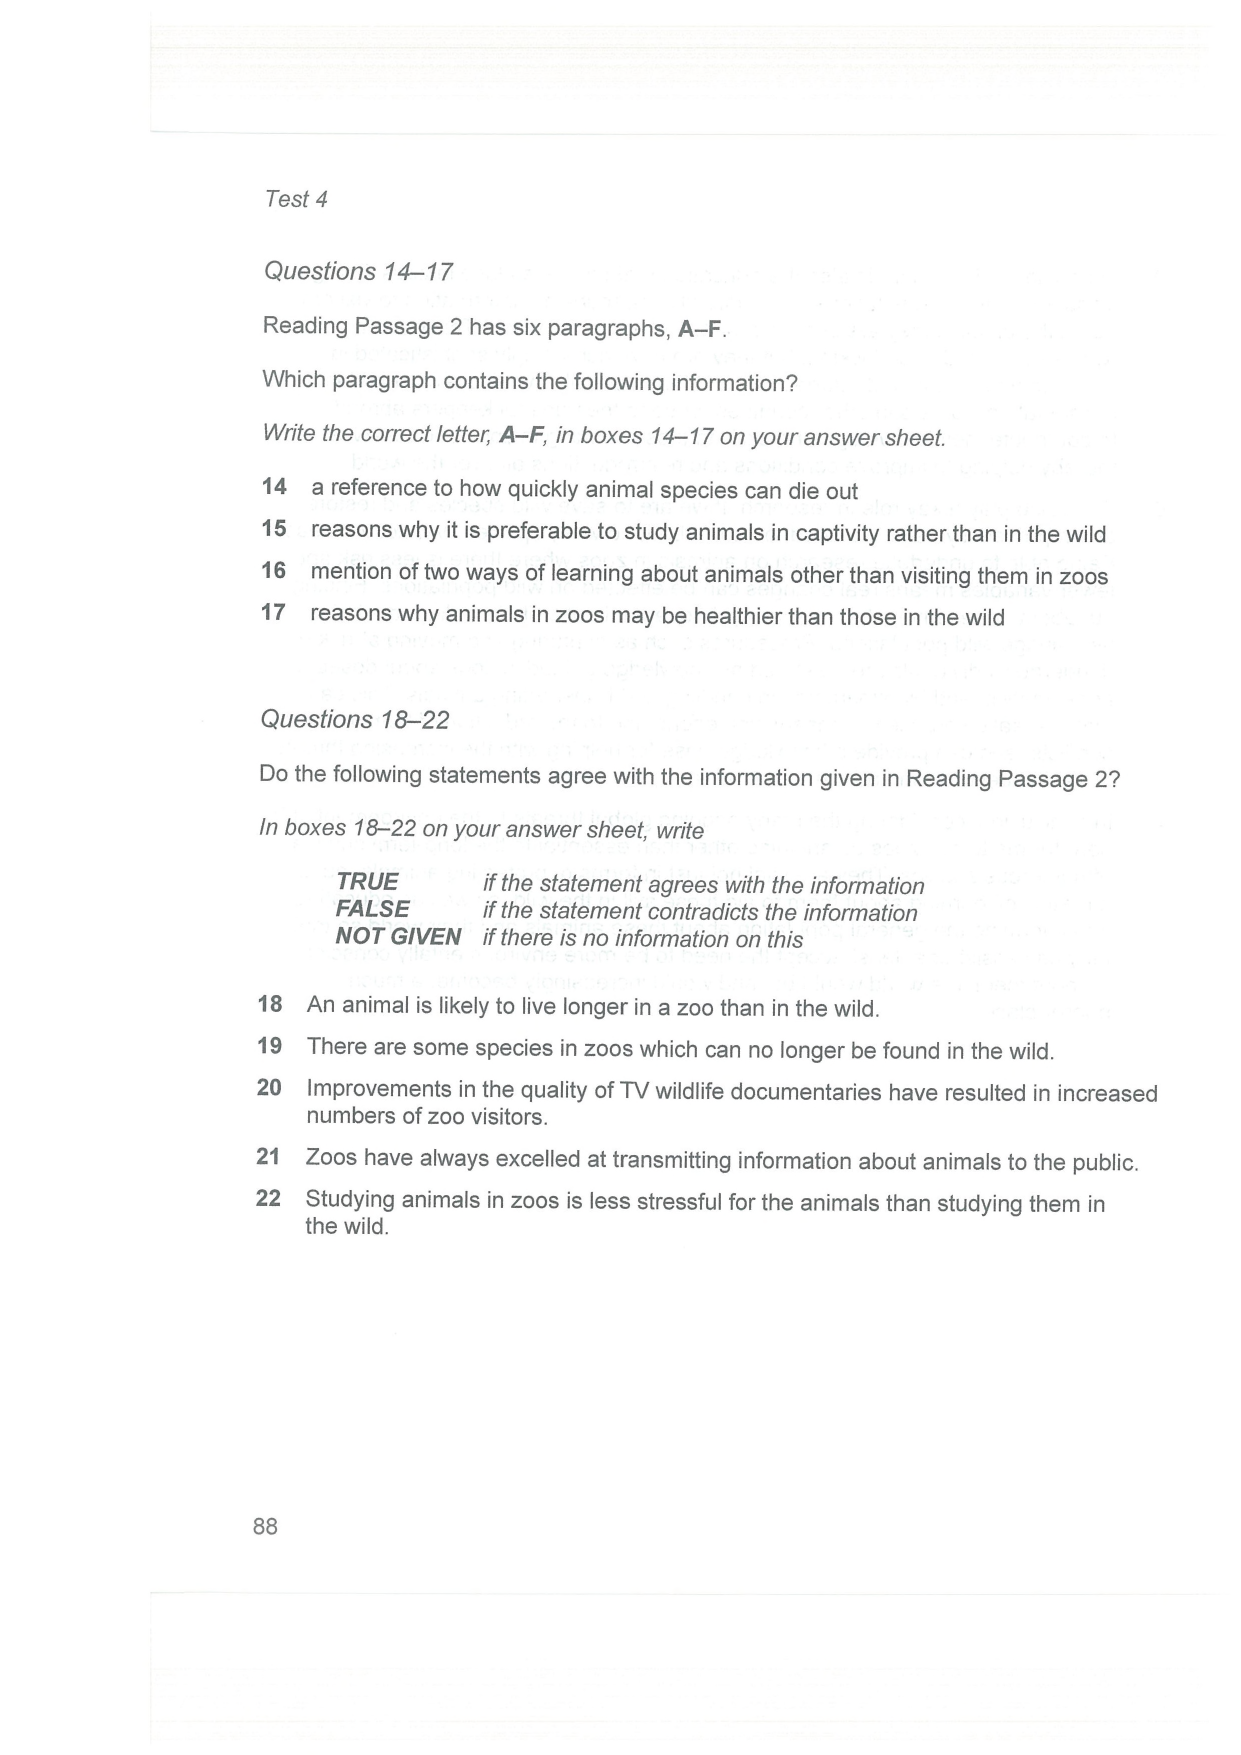 Test 4
Questions 14–17
Reading Passage 2 has six paragraphs, A–F.
Which paragraph contains the following information?
Write the correct letter, A–F, in boxes 14–17 on your answer sheet.
14 a reference to how quickly animal species can die out
15 reasons why it is preferable to study animals in captivity rather than in the wild
16 mention of two ways of learning about animals other than visiting them in zoos
17 reasons why animals in zoos may be healthier than those in the wild
Questions 18–22
Do the following statements agree with the information given in Reading Passage 2?
In boxes 18–22 on your answer sheet, write
TRUE if the statement agrees with the information
FALSE if the statement contradicts the information
NOT GIVEN if there is no information on this
18 An animal is likely to live longer in a zoo than in the wild.
19 There are some species in zoos which can no longer be found in the wild.
20 Improvements in the quality of TV wildlife documentaries have resulted in increased
numbers of zoo visitors.
21 Zoos have always excelled at transmitting information about animals to the public.
22 Studying animals in zoos is less stressful for the animals than studying them in
the wild.
88